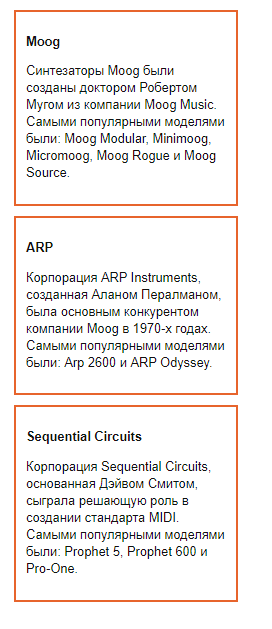 Moog
Синтезаторы Moog были
созданы доктором Робертом
Мугом из компании Moog Music.
Самыми популярными моделями
были: Moog Modular, Minimoog,
Micromoog, Moog Rogue и Moog
Source.
ARP
Корпорация ARP Instruments,
созданная Аланом Пералманом,
была основным конкурентом
компании Moog в 1970-х годах.
Самыми популярными моделями
были: Arp 2600 и ARP Odyssey.
Sequential Circuits
Корпорация Sequential Circuits,
основанная Дэйвом Смитом,
сыграла решающую роль в
создании стандарта MIDI.
Самыми популярными моделями
были: Prophet 5, Prophet 600 и
Pro-One.